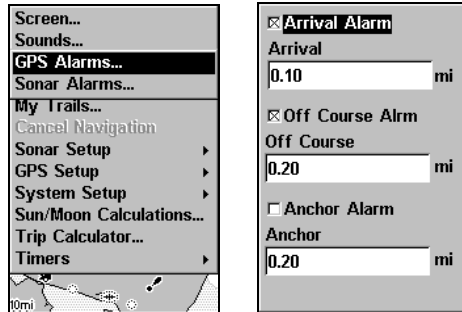 Screen...
Sounds...
GPS Alarms...
Sonar Alarms...
My Trails...
Cancel Navigation
Sonar Setup
GPS Setup
System Setup
Sun/Moon Calculations...
Trip Calculator...
Timers
10mi
Arrival Alarm
Arrival
0.10 mi
Off Course Alrm
Off Course
0.20 mi
Anchor Alarm
Anchor
0.20 mi